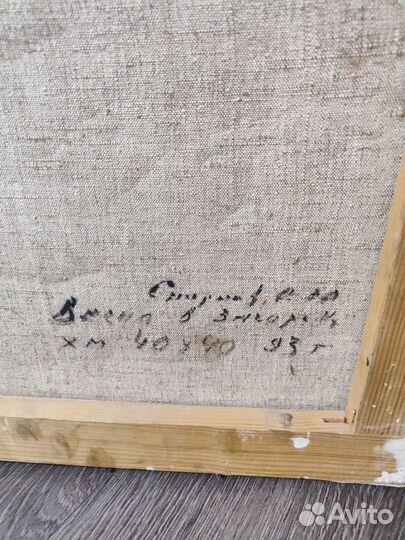 Смирнов
Весна в
хм 40х40 93 г
Avito